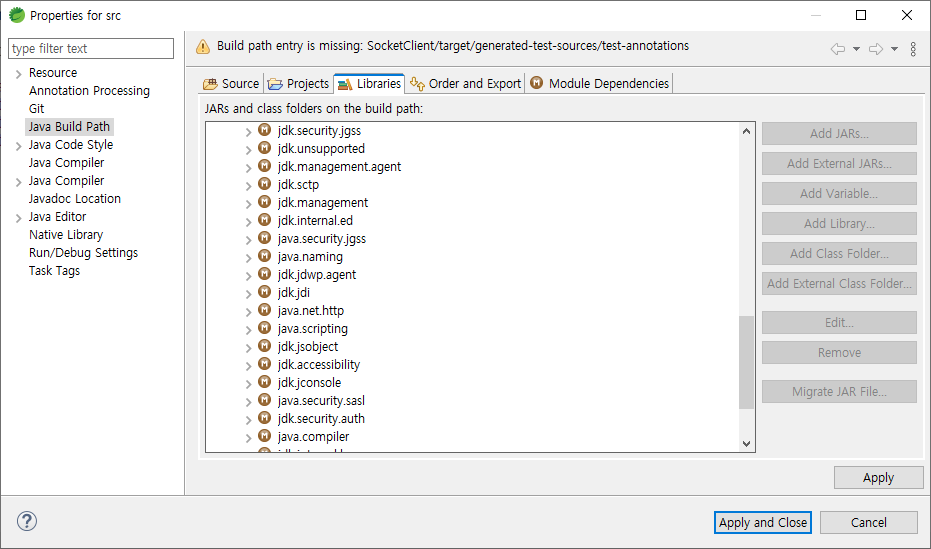 Properties for src
type filter text
Resource
Annotation Processing
Git
Java Build Path
Java Code Style
Java Compiler
Java Compiler
Javadoc Location
Java Editor
Native Library
Run/Debug Settings
Task Tags
Build path entry is missing: SocketClient/target/generated-test-sources/test-annotations
Source
Projects
Libraries
Order and Export
Module Dependencies
JARs and class folders on the build path:
jdk.security.jgss
jdk.unsupported
jdk.management.agent
jdk.sctp
jdk.management
jdk.internal.ed
java.security.jgss
java.naming
jdk.jdwp.agent
jdk.jdi
java.net.http
java.scripting
jdk.jsobject
jdk.accessibility
jdk.jconsole
java.security.sasl
jdk.security.auth
java.compiler
Add JARs...
Add External JARs...
Add Variable...
Add Library...
Add Class Folder...
Add External Class Folder...
Edit...
Remove
Migrate JAR File...
Apply
Apply and Close
Cancel